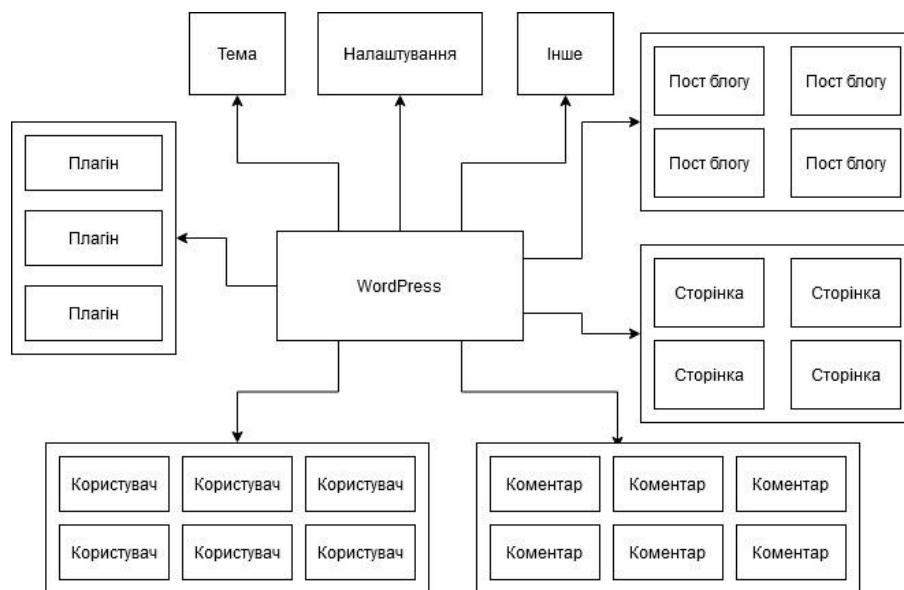 Тема
Налаштування
Інше
Пост блогу
Пост блогу
Пост блогу
Пост блогу
Плагін
Плагін
Плагін
WordPress
Сторінка
Сторінка
Сторінка
Сторінка
Користувач
Користувач
Користувач
Користувач
Користувач
Користувач
Коментар
Коментар
Коментар
Коментар
Коментар
Коментар